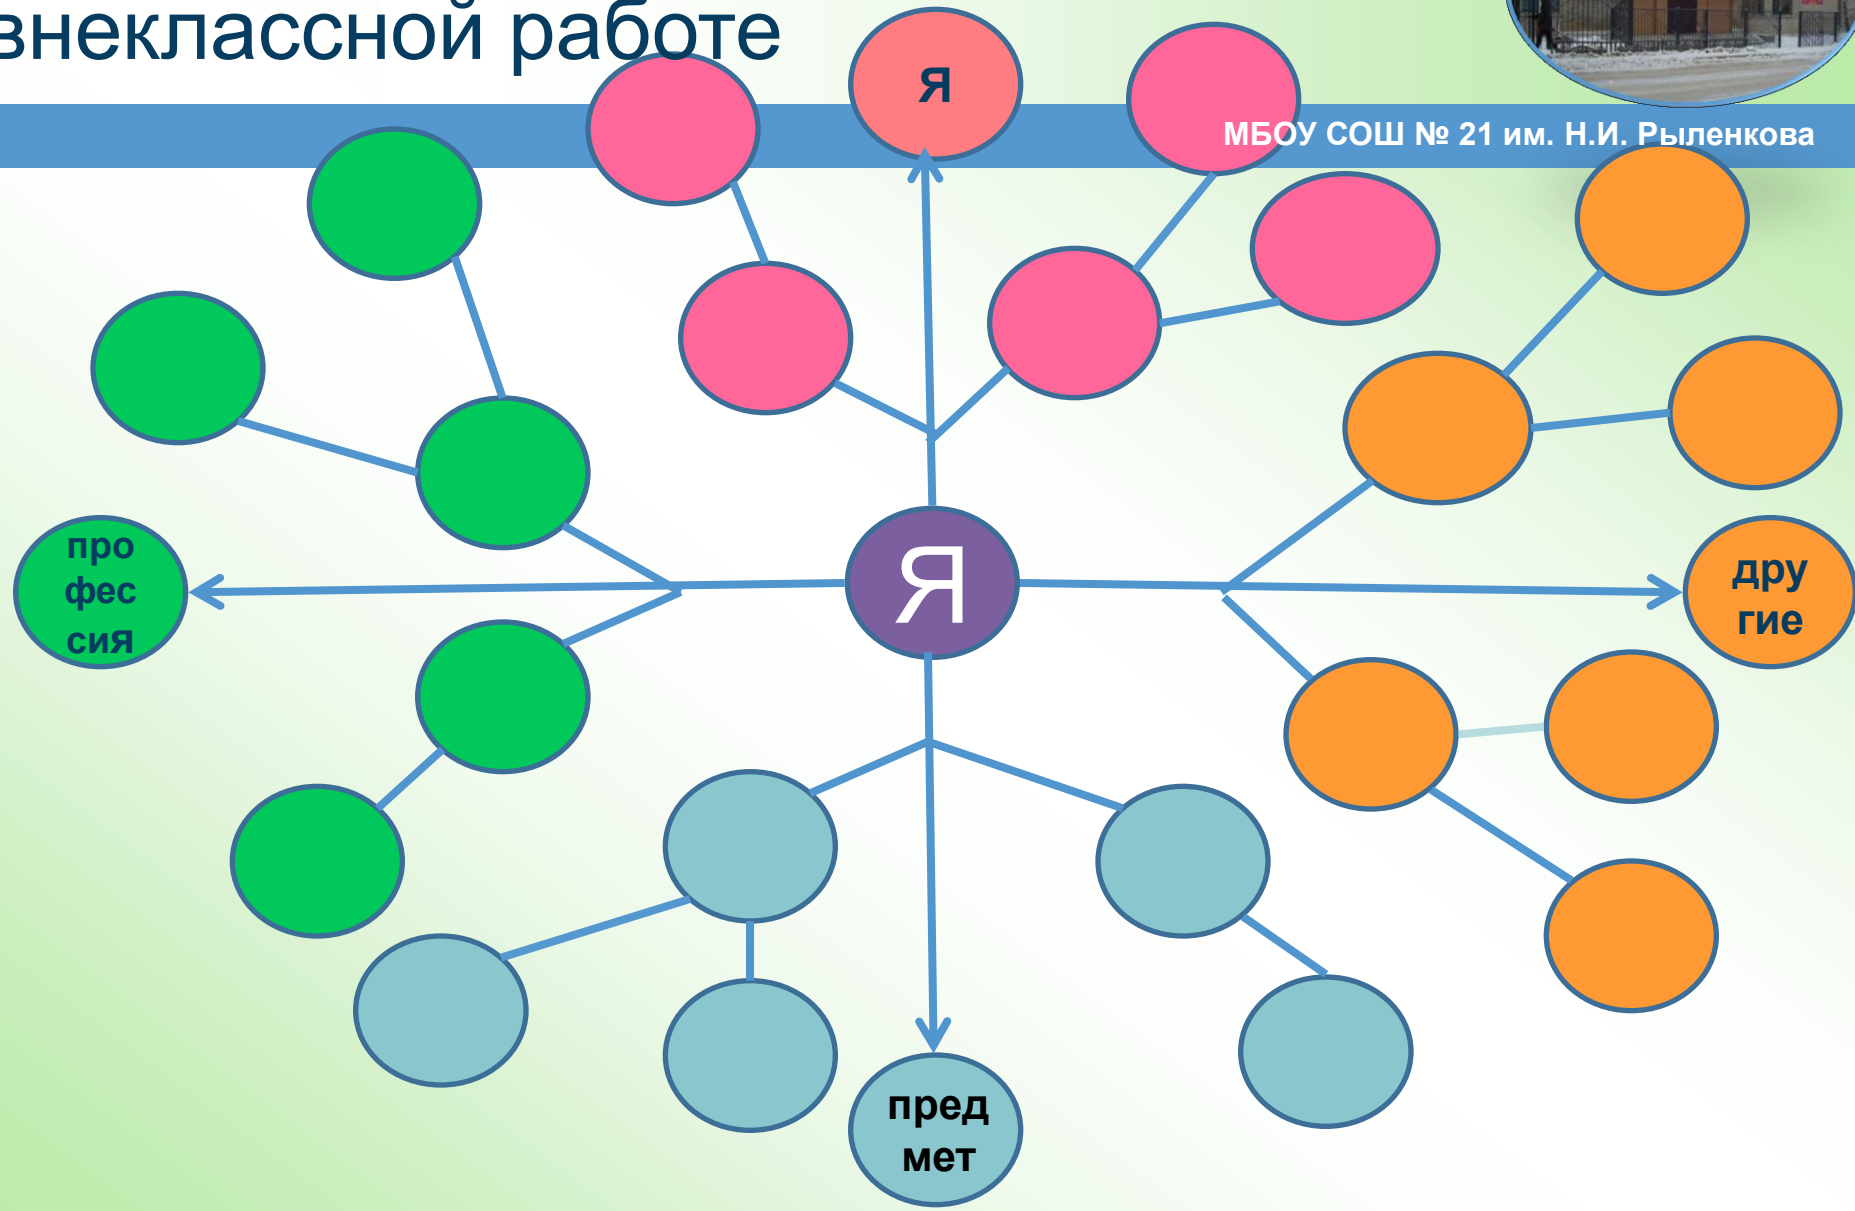 внеклассной работе
Я
МБОУ СОШ № 21 им. Н.И. Рыленкова
про
фес
сия
Я
дру
гие
пред
мет